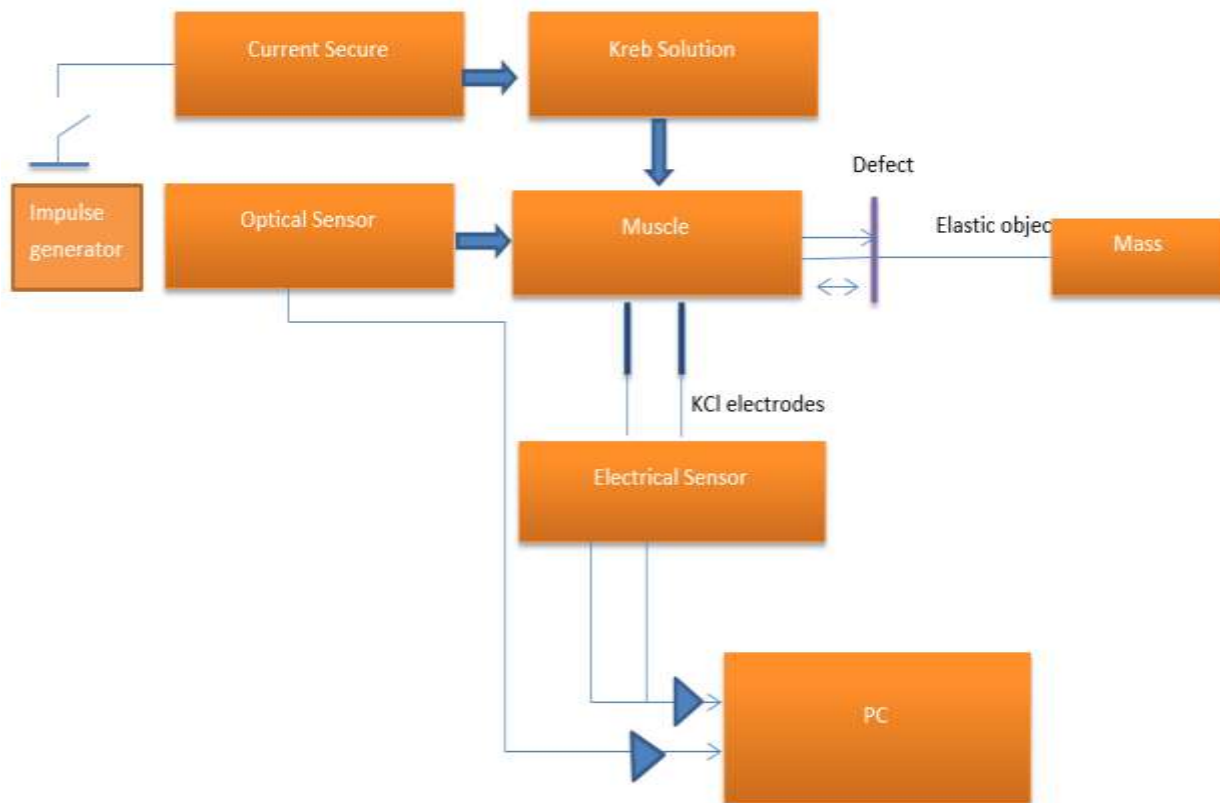 Current Secure
Kreb Solution
Defect
Impulse
generator
Optical Sensor
Muscle
Elastic objec
Mass
KCl electrodes
Electrical Sensor
PC